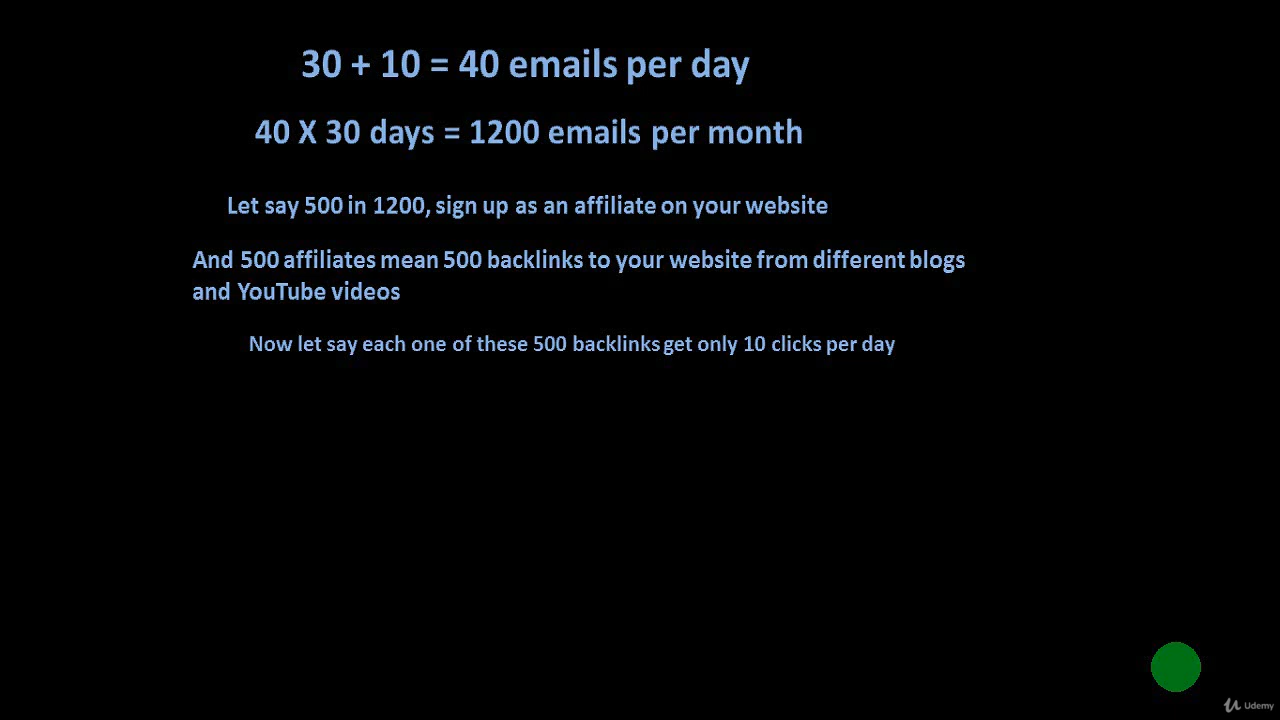 30 + 10 = 40 emails per day
40 X 30 days = 1200 emails per month
Let say 500 in 1200, sign up as an affiliate on your website
And 500 affiliates mean 500 backlinks to your website from different blogs
and YouTube videos
Now let say each one of these 500 backlinks get only 10 clicks per day
Udemy